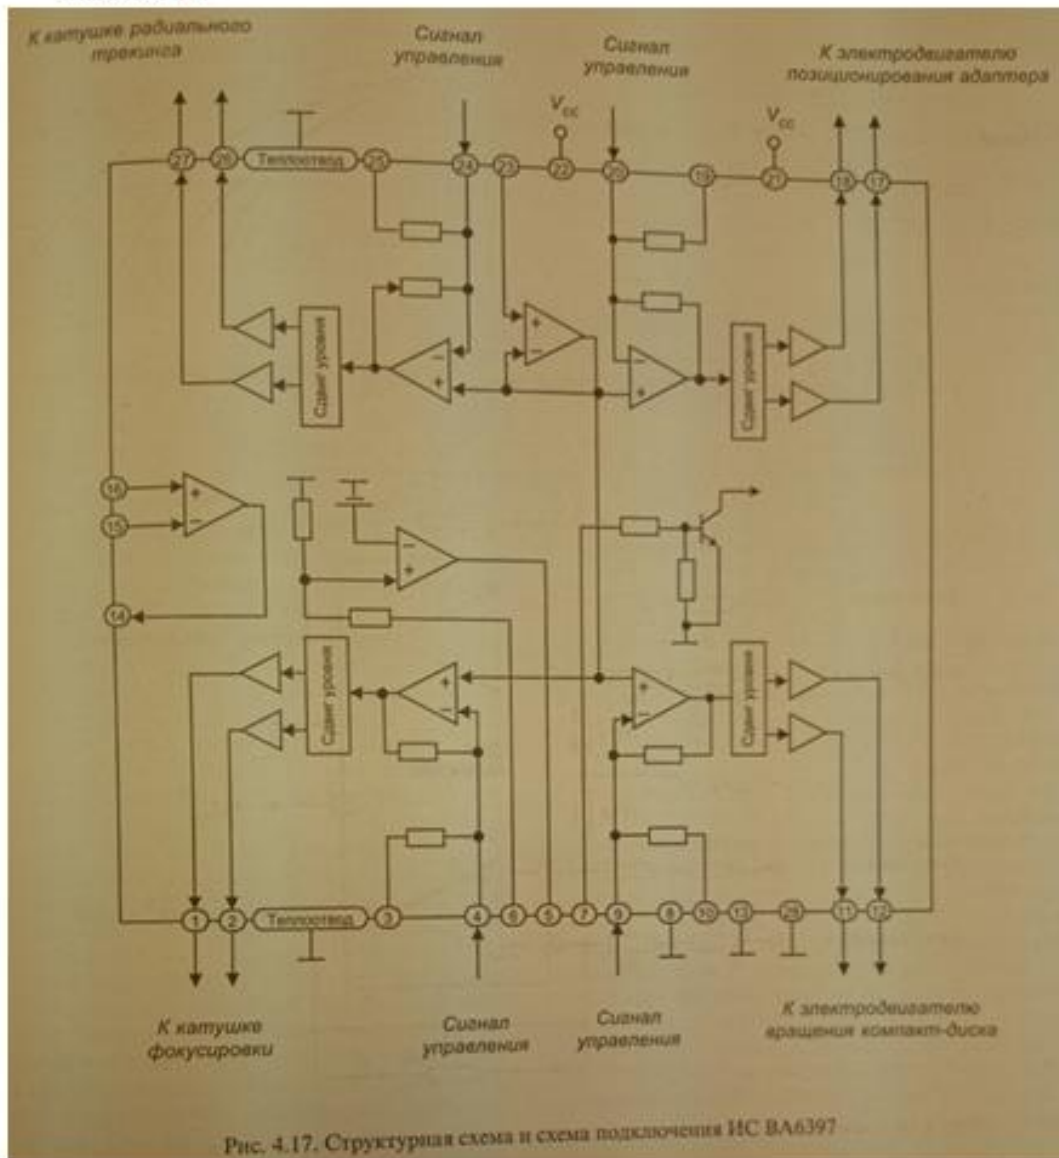 К катушке радиального
трекинга
Сигнал
управления
Сигнал
управления
К электродвигателю
позиционирования адаптера
Vcc
Vcc
27
26
Теплоотвод
25
24
23
22
20
19
21
18
17
+
−
−
+
−
+
Сдвиг уровня
Сдвиг уровня
16
15
14
+
−
−
+
Сдвиг уровня
+
−
+
−
Сдвиг уровня
1
2
Теплоотвод
3
4
6
5
7
9
8
10
13
28
11
12
К катушке
фокусировки
Сигнал
управления
Сигнал
управления
К электродвигателю
вращения компакт-диска
Рис. 4.17. Структурная схема и схема подключения ИС BA6397